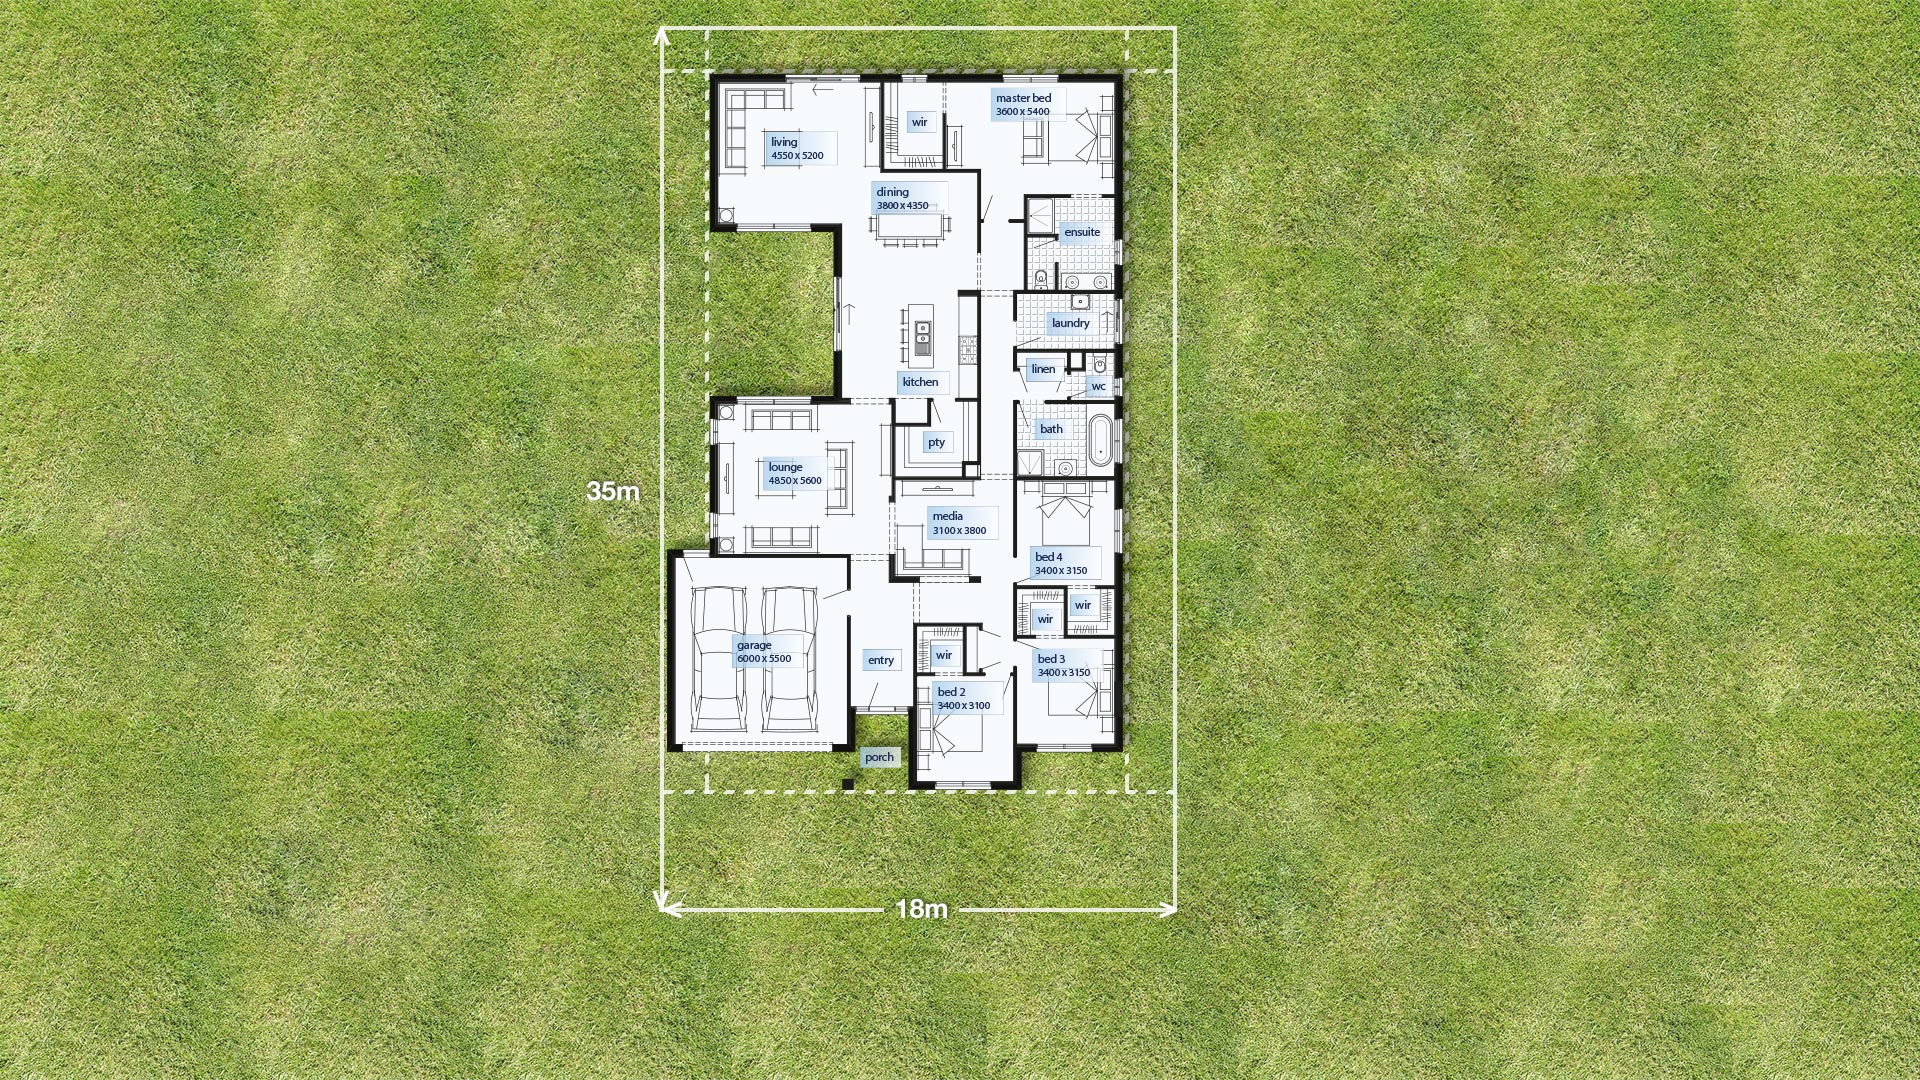 master bed
3600 x 5400
wir
living
4550 x 5200
dining
3800 x 4350
ensuite
laundry
linen
wc
kitchen
bath
pty
lounge
4850 x 5600
35m
media
3100 x 3800
bed 4
3400 x 3150
wir
wir
garage
6000 x 5500
entry
wir
bed 3
3400 x 3150
bed 2
3400 x 3100
porch
18m